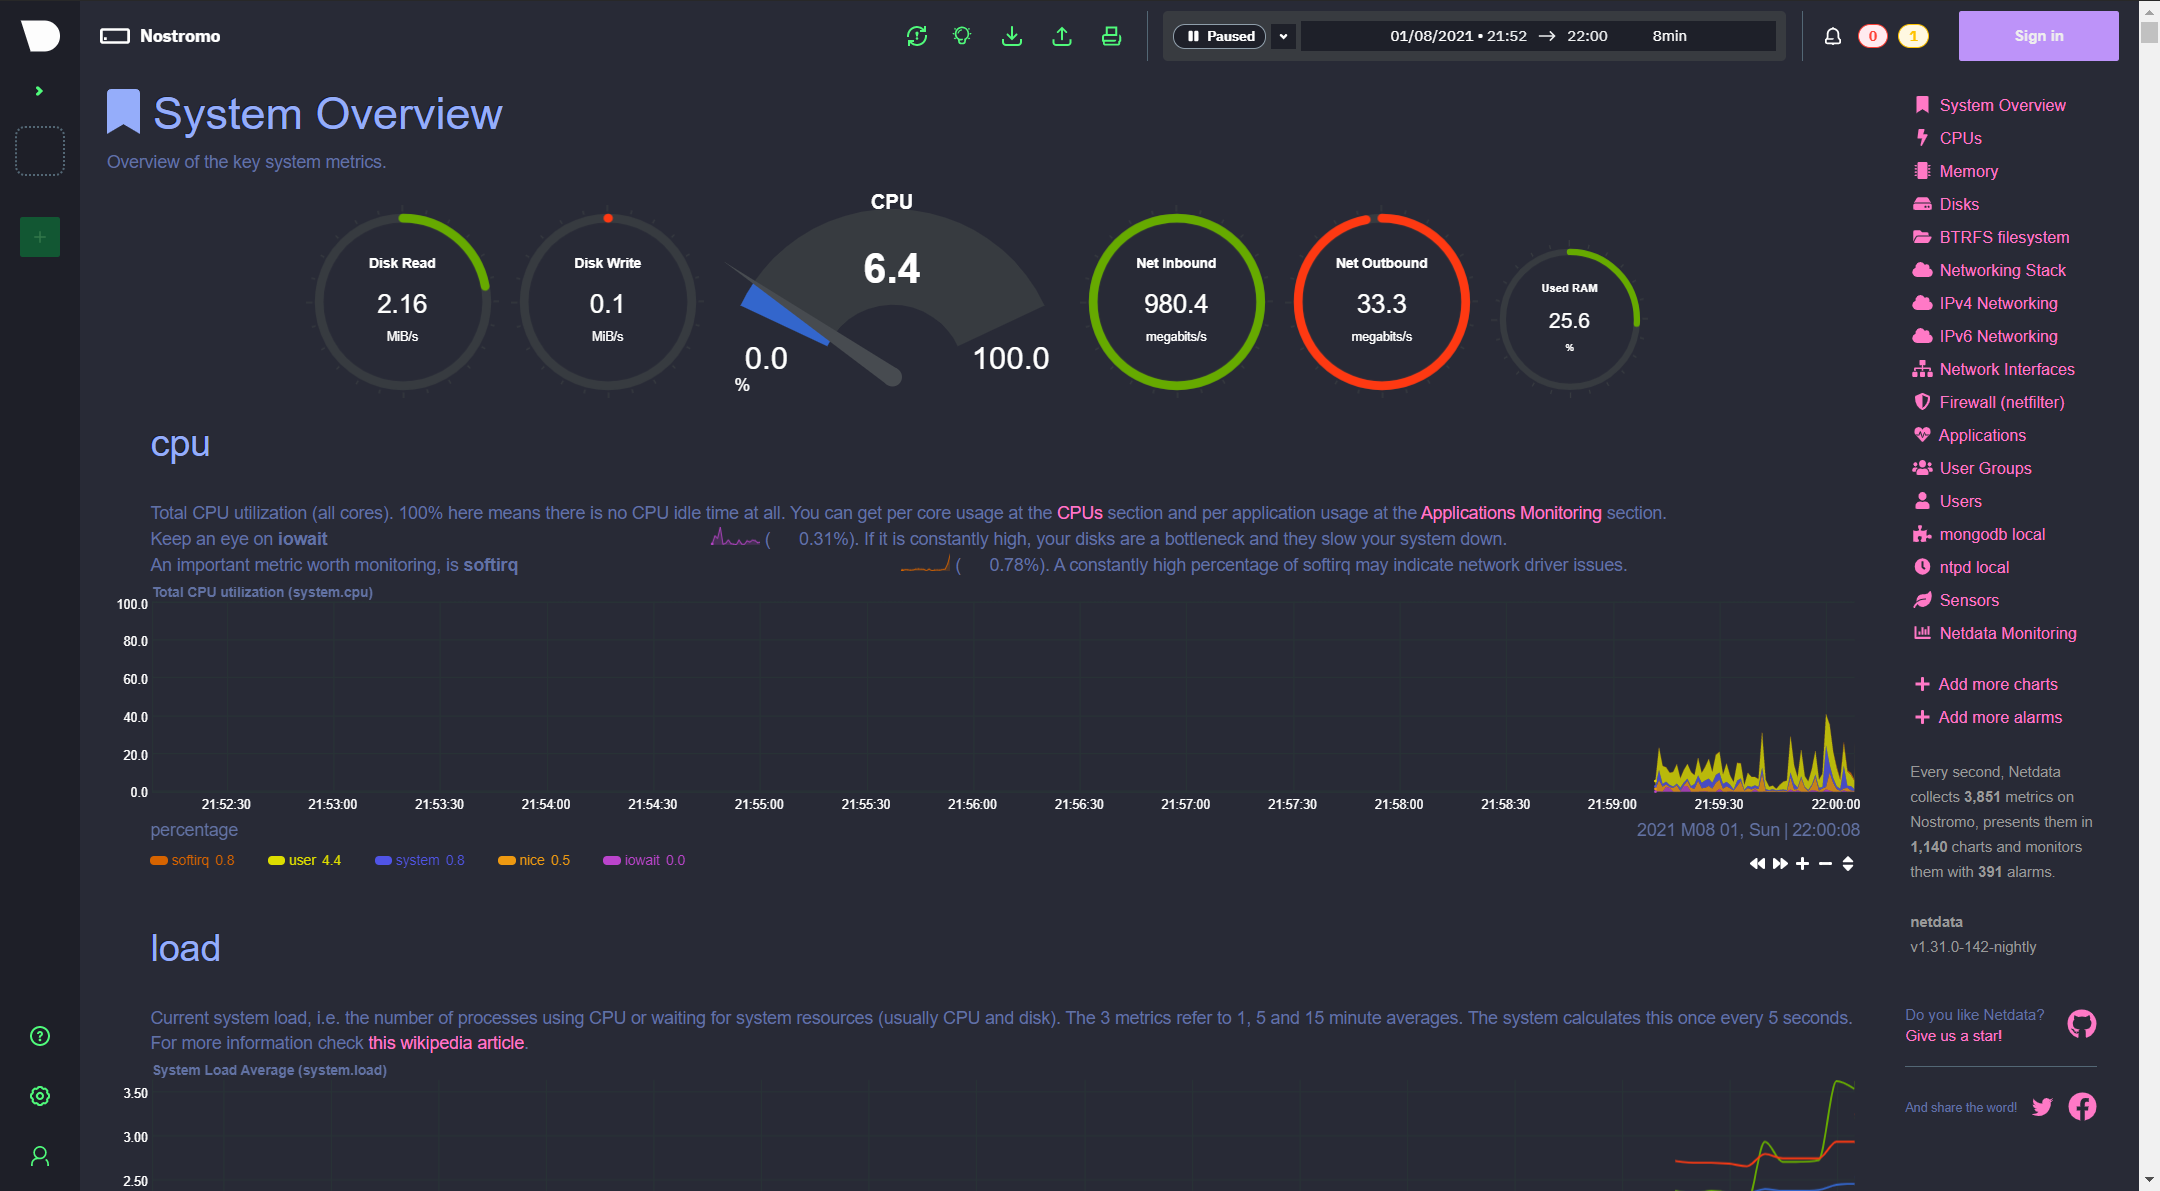 Nostromo
Paused
01/08/2021 • 21:52 → 22:00 8min
0
1
Sign in
System Overview
Overview of the key system metrics.
Disk Read
2.16
MiB/s
Disk Write
0.1
MiB/s
CPU
6.4
0.0
100.0
%
Net Inbound
980.4
megabits/s
Net Outbound
33.3
megabits/s
Used RAM
25.6
%
cpu
Total CPU utilization (all cores). 100% here means there is no CPU idle time at all. You can get per core usage at the CPUs section and per application usage at the Applications Monitoring section.
Keep an eye on iowait ( 0.31%). If it is constantly high, your disks are a bottleneck and they slow your system down.
An important metric worth monitoring, is softirq ( 0.78%). A constantly high percentage of softirq may indicate network driver issues.
Total CPU utilization (system.cpu)
100.0
80.0
60.0
40.0
20.0
0.0
21:52:30 21:53:00 21:53:30 21:54:00 21:54:30 21:55:00 21:55:30 21:56:00 21:56:30 21:57:00 21:57:30 21:58:00 21:58:30 21:59:00 21:59:30 22:00:00
percentage
2021 M08 01, Sun | 22:00:08
softirq 0.8 user 4.4 system 0.8 nice 0.5 iowait 0.0
load
Current system load, i.e. the number of processes using CPU or waiting for system resources (usually CPU and disk). The 3 metrics refer to 1, 5 and 15 minute averages. The system calculates this once every 5 seconds.
For more information check this wikipedia article.
System Load Average (system.load)
3.50
3.00
2.50
System Overview
CPUs
Memory
Disks
BTRFS filesystem
Networking Stack
IPv4 Networking
IPv6 Networking
Network Interfaces
Firewall (netfilter)
Applications
User Groups
Users
mongodb local
ntpd local
Sensors
Netdata Monitoring
Add more charts
Add more alarms
Every second, Netdata
collects 3,851 metrics on
Nostromo, presents them in
1,140 charts and monitors
them with 391 alarms.
netdata
v1.31.0-142-nightly
Do you like Netdata?
Give us a star!
And share the word!